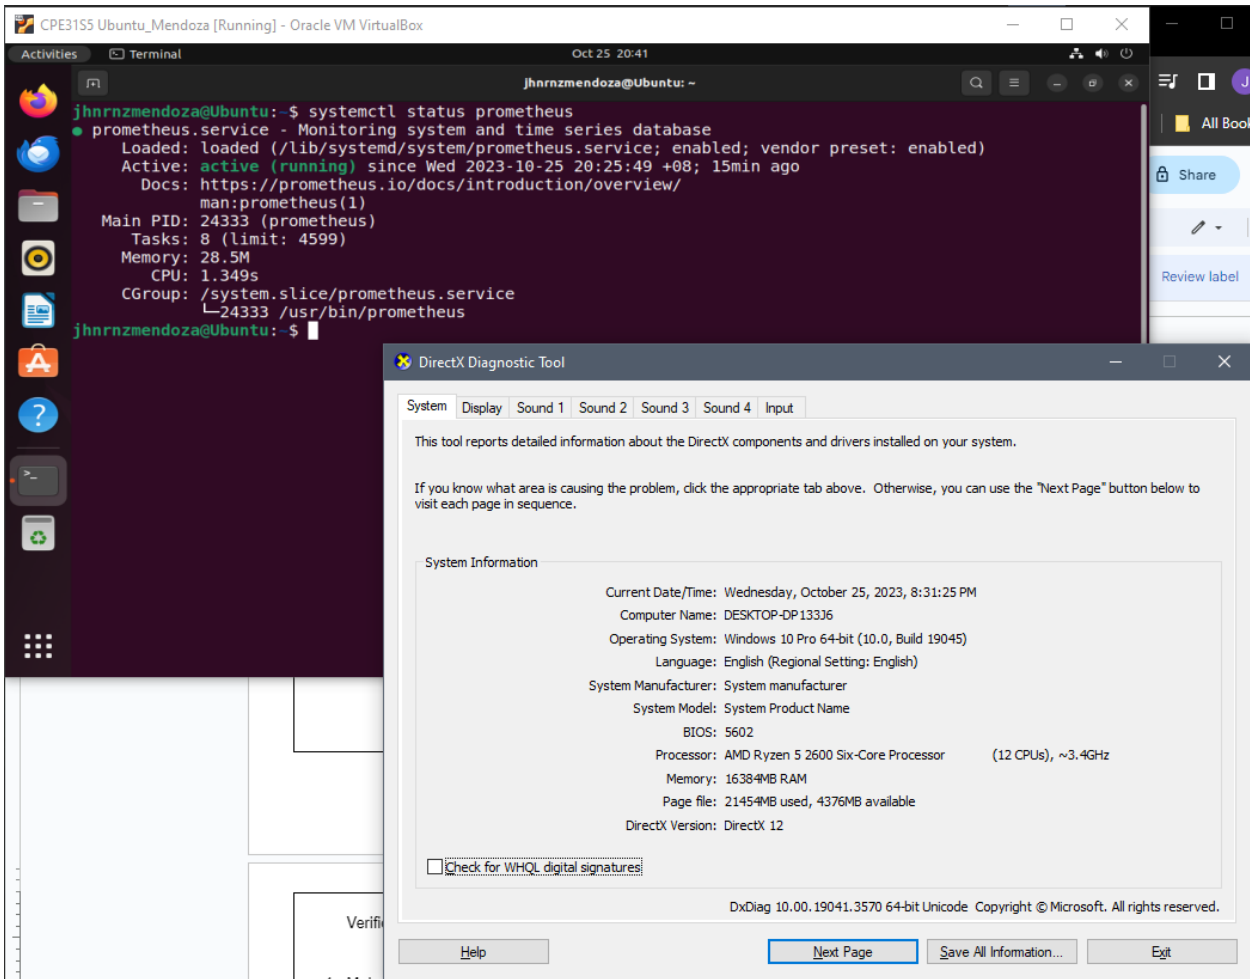 CPE31S5 Ubuntu_Mendoza [Running] - Oracle VM VirtualBox
Activities
Terminal
Oct 25 20:41
jhnrnzmendoza@Ubuntu: ~
jhnrnzmendoza@Ubuntu:~$ systemctl status prometheus
● prometheus.service - Monitoring system and time series database
Loaded: loaded (/lib/systemd/system/prometheus.service; enabled; vendor preset: enabled)
Active: active (running) since Wed 2023-10-25 20:25:49 +08; 15min ago
Docs: https://prometheus.io/docs/introduction/overview/
man:prometheus(1)
Main PID: 24333 (prometheus)
Tasks: 8 (limit: 4599)
Memory: 28.5M
CPU: 1.349s
CGroup: /system.slice/prometheus.service
└─24333 /usr/bin/prometheus
jhnrnzmendoza@Ubuntu:~$
J
All Book
Share
Review label
DirectX Diagnostic Tool
System
Display
Sound 1
Sound 2
Sound 3
Sound 4
Input
This tool reports detailed information about the DirectX components and drivers installed on your system.
If you know what area is causing the problem, click the appropriate tab above. Otherwise, you can use the "Next Page" button below to
visit each page in sequence.
System Information
Current Date/Time: Wednesday, October 25, 2023, 8:31:25 PM
Computer Name: DESKTOP-DP133J6
Operating System: Windows 10 Pro 64-bit (10.0, Build 19045)
Language: English (Regional Setting: English)
System Manufacturer: System manufacturer
System Model: System Product Name
BIOS: 5602
Processor: AMD Ryzen 5 2600 Six-Core Processor (12 CPUs), ~3.4GHz
Memory: 16384MB RAM
Page file: 21454MB used, 4376MB available
DirectX Version: DirectX 12
Check for WHQL digital signatures
DxDiag 10.00.19041.3570 64-bit Unicode Copyright © Microsoft. All rights reserved.
Help
Next Page
Save All Information...
Exit
Verifi